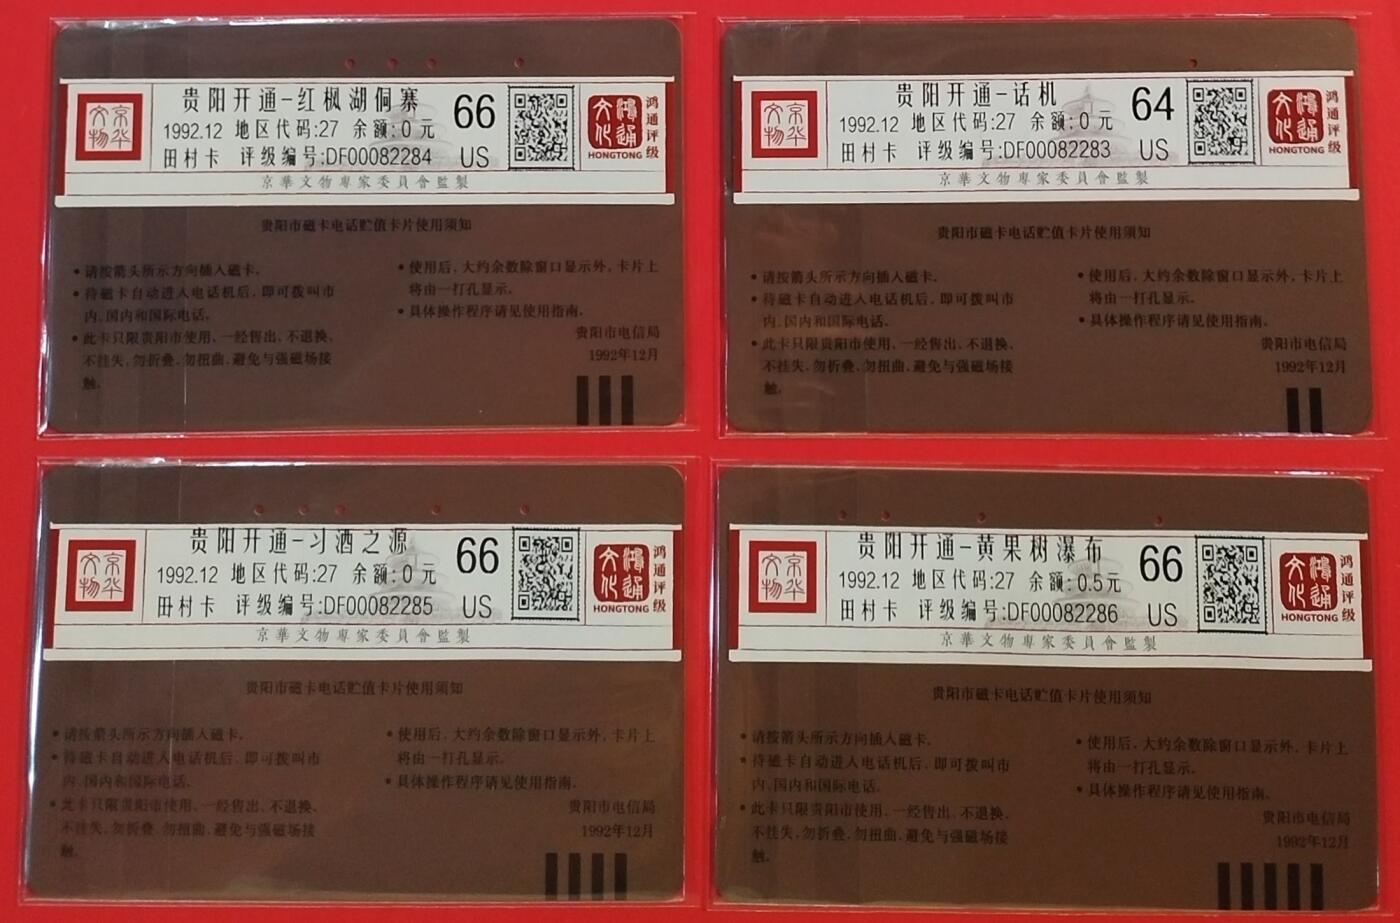 贵阳开通-红枫湖侗寨
1992.12 地区代码:27 余额:0 元
田村卡 评级编号:DF00082284
66
US
京华文物
鸿通文化
HONGTONG
鸿通评级
京華文物專家委員會監製
贵阳市磁卡电话贮值卡片使用须知
•请按箭头所示方向插入磁卡.
•待磁卡自动进入电话机后, 即可拨叫市
内.国内和国际电话.
•此卡只限贵阳市使用, 一经售出, 不退换,
不挂失, 勿折叠, 勿扭曲, 避免与强磁场接
触.
•使用后, 大约余数除窗口显示外, 卡片上
将由一打孔显示.
•具体操作程序请见使用指南.
贵阳市电信局
1992年12月
贵阳开通-话机
1992.12 地区代码:27 余额:0 元
田村卡 评级编号:DF00082283
64
US
京华文物
鸿通文化
HONGTONG
鸿通评级
京華文物專家委員會監製
贵阳市磁卡电话贮值卡片使用须知
•请按箭头所示方向插入磁卡.
•待磁卡自动进入电话机后, 即可拨叫市
内.国内和国际电话.
•此卡只限贵阳市使用, 一经售出, 不退换,
不挂失, 勿折叠, 勿扭曲, 避免与强磁场接
触.
•使用后, 大约余数除窗口显示外, 卡片上
将由一打孔显示.
•具体操作程序请见使用指南.
贵阳市电信局
1992年12月
贵阳开通-习酒之源
1992.12 地区代码:27 余额:0 元
田村卡 评级编号:DF00082285
66
US
京华文物
鸿通文化
HONGTONG
鸿通评级
京華文物專家委員會監製
贵阳市磁卡电话贮值卡片使用须知
•请按箭头所示方向插入磁卡.
•待磁卡自动进入电话机后, 即可拨叫市
内.国内和国际电话.
•此卡只限贵阳市使用, 一经售出, 不退换,
不挂失, 勿折叠, 勿扭曲, 避免与强磁场接
触.
•使用后, 大约余数除窗口显示外, 卡片上
将由一打孔显示.
•具体操作程序请见使用指南.
贵阳市电信局
1992年12月
贵阳开通-黄果树瀑布
1992.12 地区代码:27 余额:0.5元
田村卡 评级编号:DF00082286
66
US
京华文物
鸿通文化
HONGTONG
鸿通评级
京華文物專家委員會監製
贵阳市磁卡电话贮值卡片使用须知
•请按箭头所示方向插入磁卡.
•待磁卡自动进入电话机后, 即可拨叫市
内.国内和国际电话.
•此卡只限贵阳市使用, 一经售出, 不退换,
不挂失, 勿折叠, 勿扭曲, 避免与强磁场接
触.
•使用后, 大约余数除窗口显示外, 卡片上
将由一打孔显示.
•具体操作程序请见使用指南.
贵阳市电信局
1992年12月